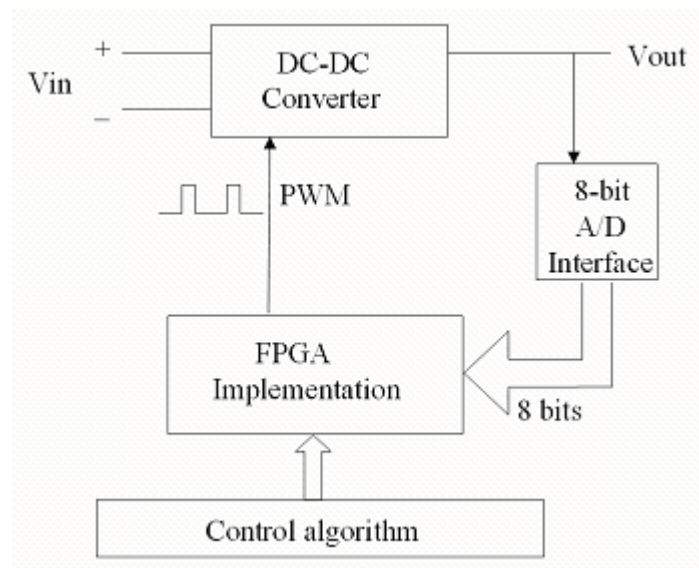 +
Vin
–
DC-DC
Converter
Vout
PWM
8-bit
A/D
Interface
FPGA
Implementation
8 bits
Control algorithm